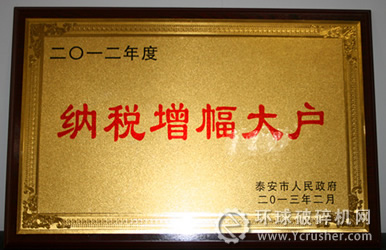 二〇一二年度
纳税增幅大户
泰安市人民政府
二〇一三年二月
环球破碎机网
Ycrusher.com